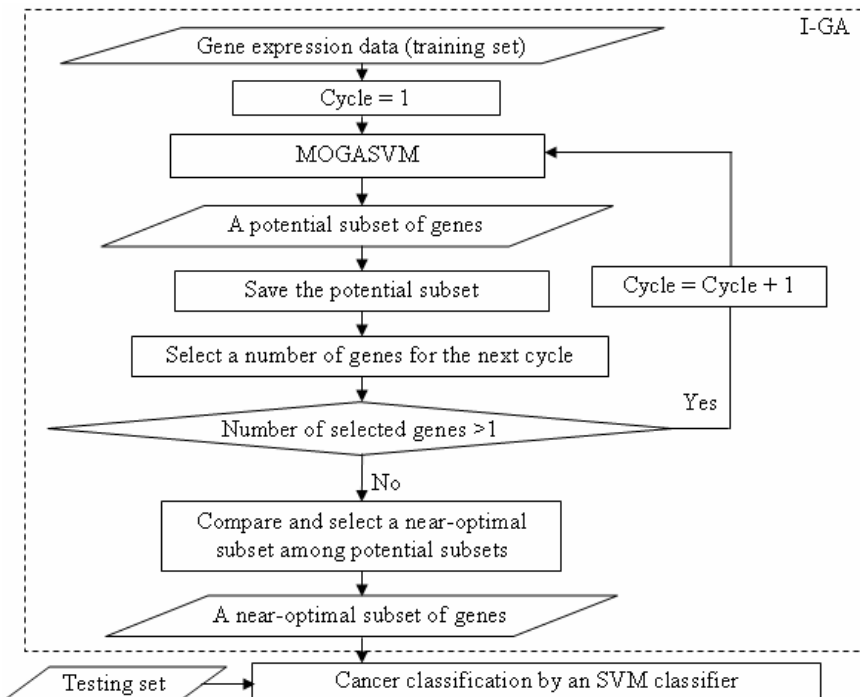 I-GA
Gene expression data (training set)
Cycle = 1
MOGASVM
A potential subset of genes
Save the potential subset
Cycle = Cycle + 1
Select a number of genes for the next cycle
Yes
Number of selected genes >1
No
Compare and select a near-optimal
subset among potential subsets
A near-optimal subset of genes
Testing set
Cancer classification by an SVM classifier